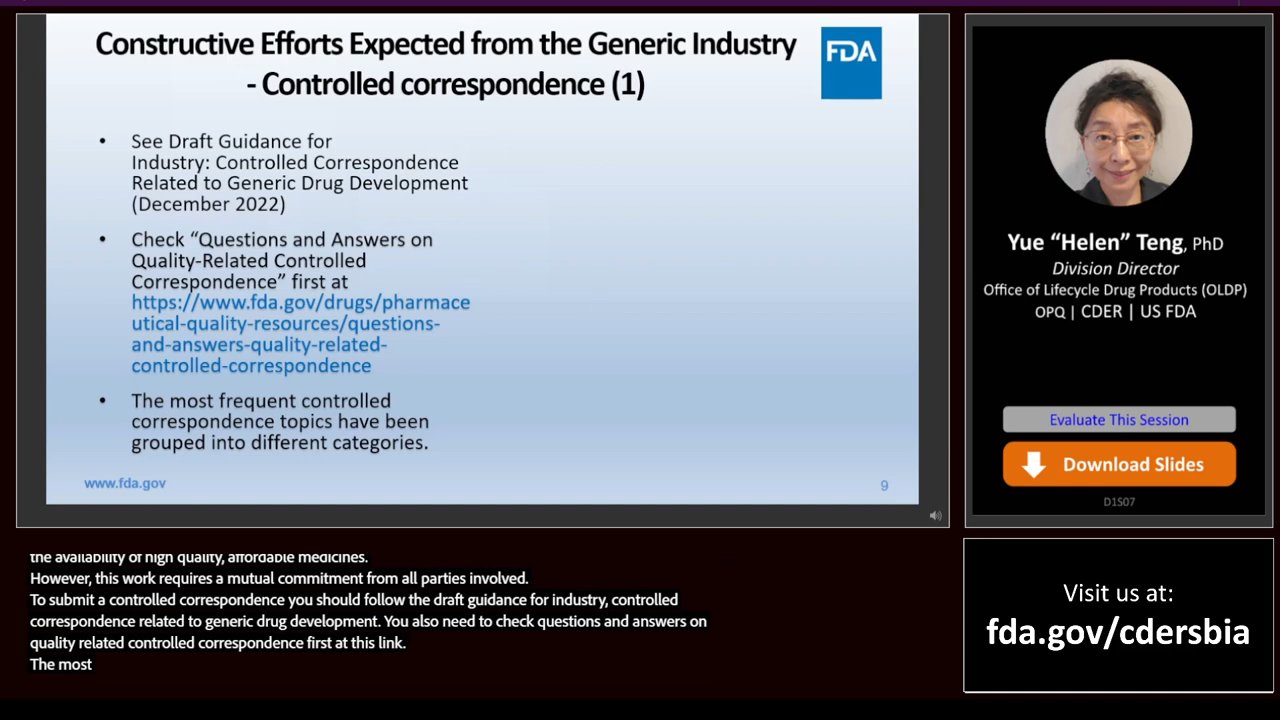 Constructive Efforts Expected from the Generic Industry
- Controlled correspondence (1)
FDA
• See Draft Guidance for
Industry: Controlled Correspondence
Related to Generic Drug Development
(December 2022)
• Check “Questions and Answers on
Quality-Related Controlled
Correspondence” first at
https://www.fda.gov/drugs/pharmace
utical-quality-resources/questions-
and-answers-quality-related-
controlled-correspondence
• The most frequent controlled
correspondence topics have been
grouped into different categories.
www.fda.gov
9
Yue “Helen” Teng, PhD
Division Director
Office of Lifecycle Drug Products (OLDP)
OPQ | CDER | US FDA
Evaluate This Session
Download Slides
D1S07
the availability of high quality, affordable medicines.
However, this work requires a mutual commitment from all parties involved.
To submit a controlled correspondence you should follow the draft guidance for industry, controlled
correspondence related to generic drug development. You also need to check questions and answers on
quality related controlled correspondence first at this link.
The most
Visit us at:
fda.gov/cdersbia